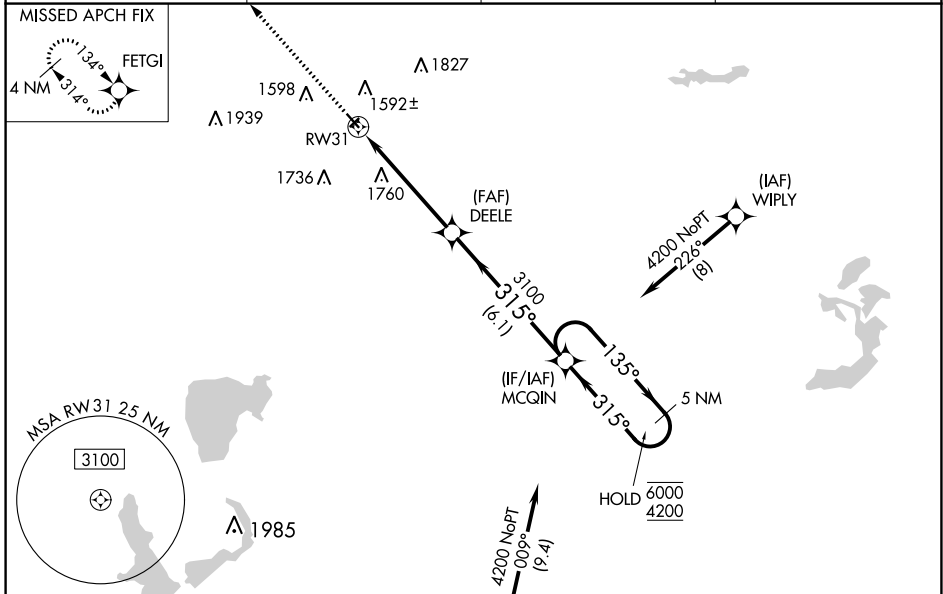 MISSED APCH FIX
134°
FETGI
4 NM
314°
1827
1598
1592±
1939
RW31
1736
1760
(FAF)
DEELE
(IAF)
WIPLY
4200 NoPT
226°
(8)
3100
315°
(6.1)
135°
(IF/IAF)
MCQIN
315°
5 NM
HOLD 6000
4200
MSA RW31 25 NM
3100
1985
4200 NoPT
009°
(9.4)